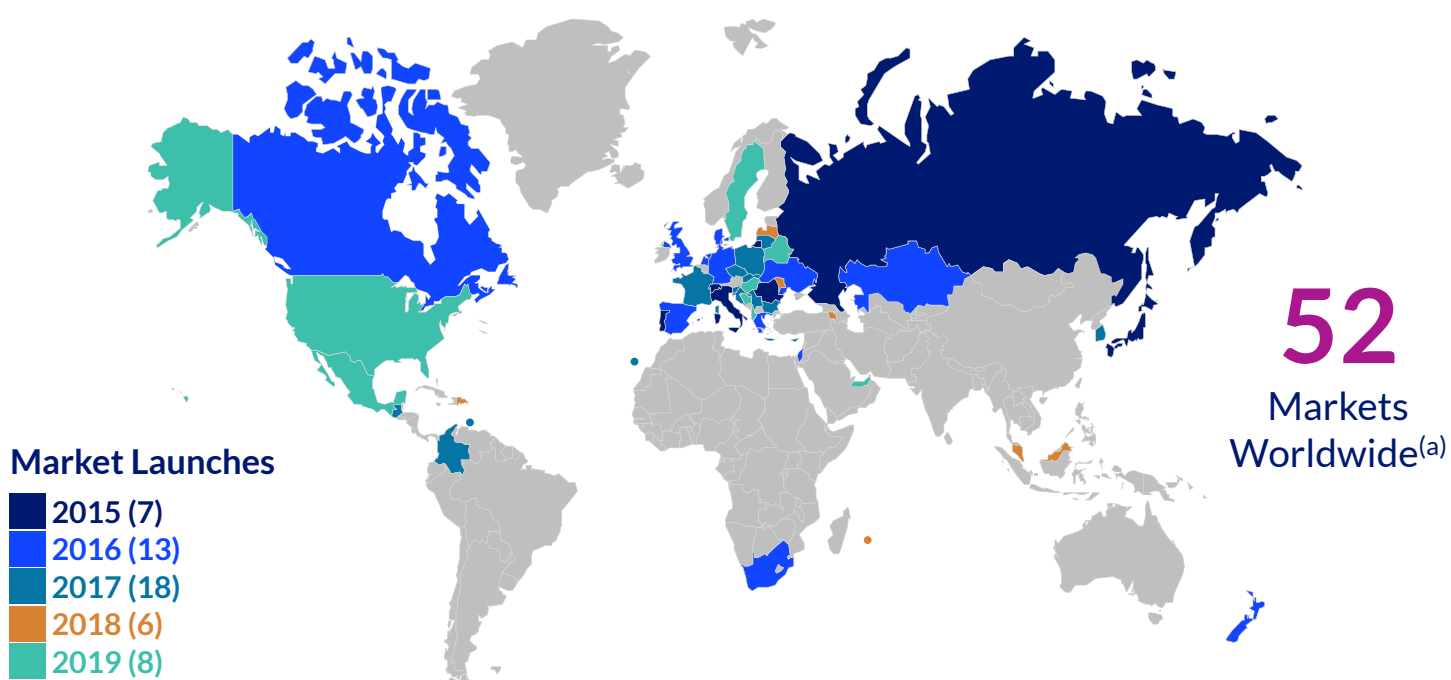 52
Markets
Worldwide(a)
Market Launches
2015 (7)
2016 (13)
2017 (18)
2018 (6)
2019 (8)